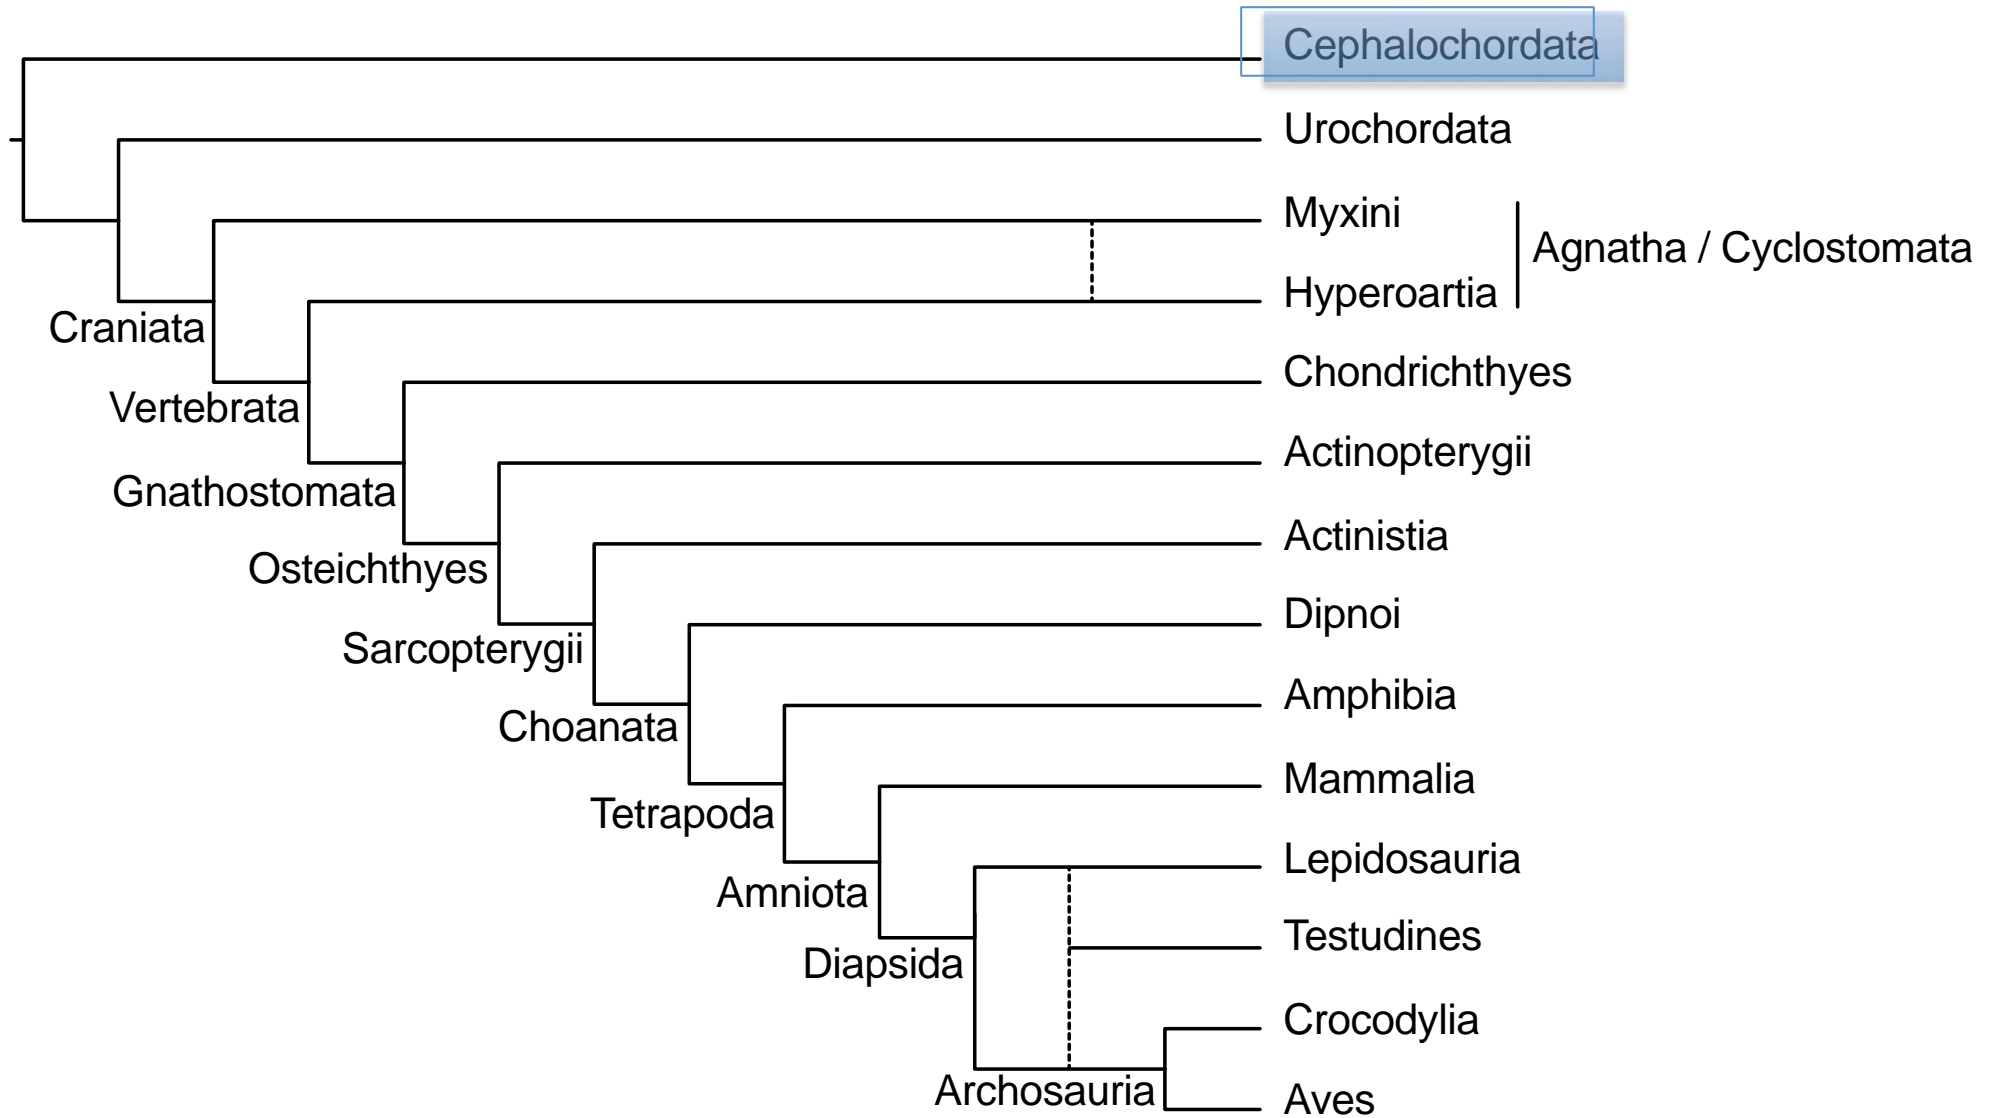 Cephalochordata
Urochordata
Myxini
Agnatha / Cyclostomata
Hyperoartia
Craniata
Chondrichthyes
Vertebrata
Actinopterygii
Gnathostomata
Actinistia
Osteichthyes
Dipnoi
Sarcopterygii
Amphibia
Choanata
Mammalia
Tetrapoda
Lepidosauria
Amniota
Testudines
Diapsida
Crocodylia
Archosauria
Aves